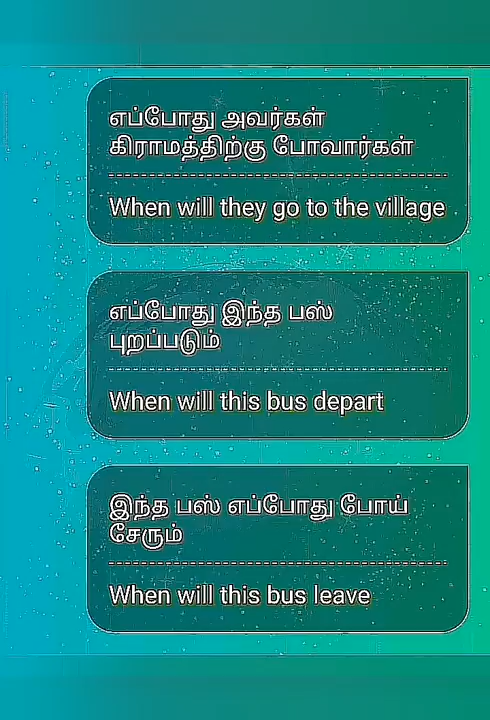 எப்போது அவர்கள்
கிராமத்திற்கு போவார்கள்
When will they go to the village
எப்போது இந்த பஸ்
புறப்படும்
When will this bus depart
இந்த பஸ் எப்போது போய்
சேரும்
When will this bus leave